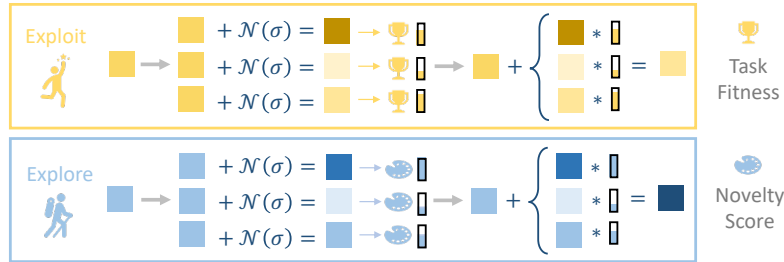 Exploit
+ 𝒩(σ) =
+ 𝒩(σ) = + * =
+ 𝒩(σ) = *
*
Task
Fitness
Explore
+ 𝒩(σ) =
+ 𝒩(σ) = + * =
+ 𝒩(σ) = *
*
Novelty
Score